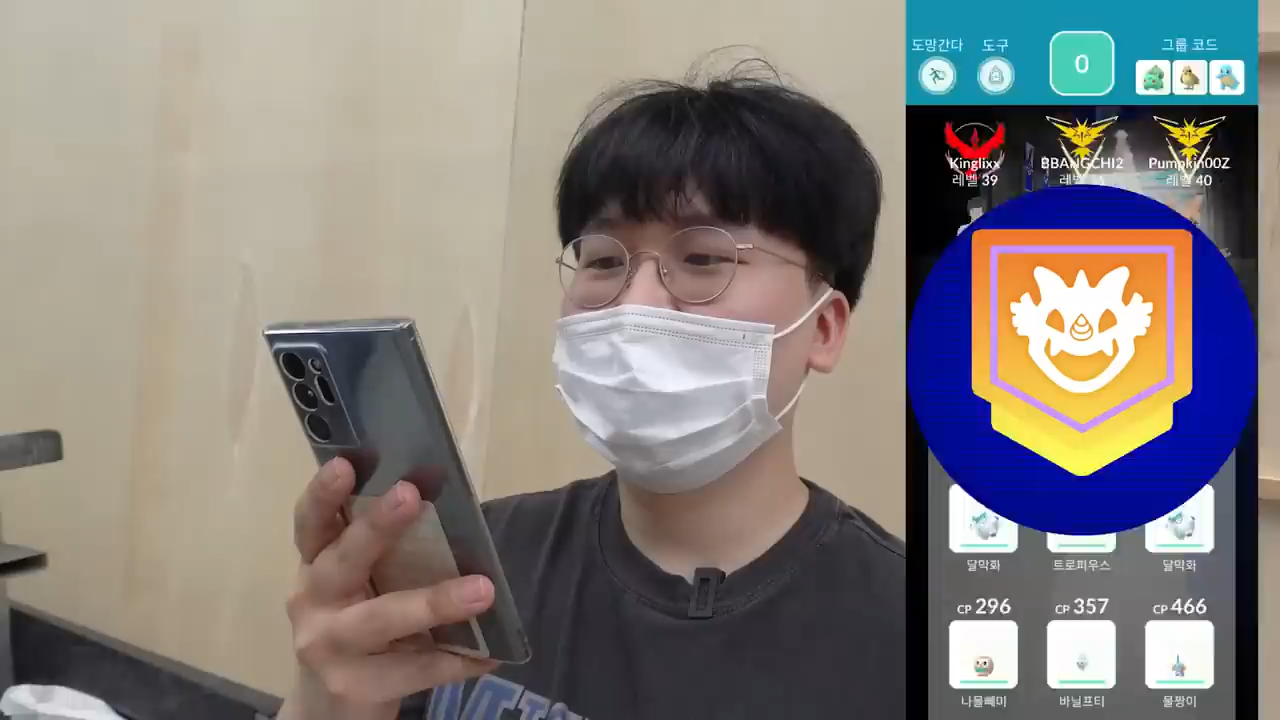 도망간다 도구 그룹 코드
0
Kinglixx BBANGCHI2 Pumpkin00Z
레벨 39 레벨 레벨 40
달막화 트로피우스 달막화
CP 296 CP 357 CP 466
나몰빼미 바닐프티 물짱이